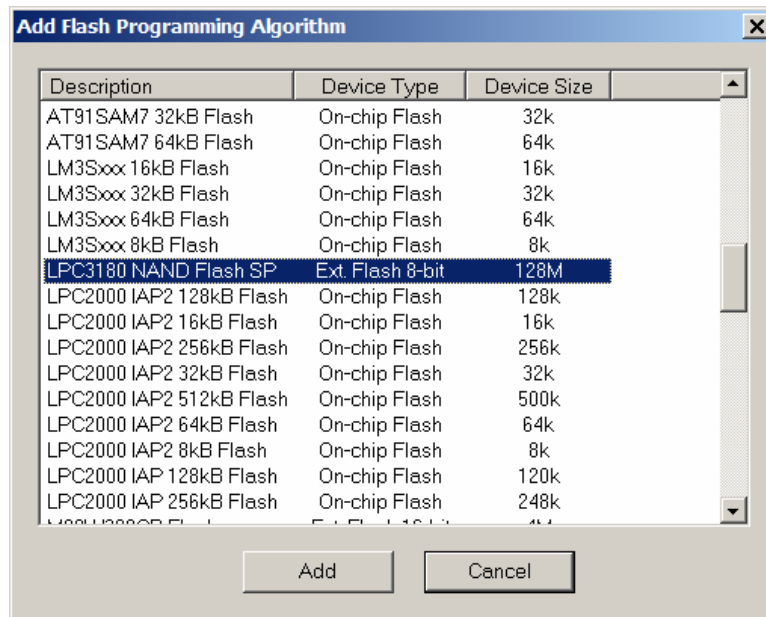 Add Flash Programming Algorithm
Description Device Type Device Size
AT91SAM7 32kB Flash On-chip Flash 32k
AT91SAM7 64kB Flash On-chip Flash 64k
LM3Sxxx 16kB Flash On-chip Flash 16k
LM3Sxxx 32kB Flash On-chip Flash 32k
LM3Sxxx 64kB Flash On-chip Flash 64k
LM3Sxxx 8kB Flash On-chip Flash 8k
LPC3180 NAND Flash SP Ext. Flash 8-bit 128M
LPC2000 IAP2 128kB Flash On-chip Flash 128k
LPC2000 IAP2 16kB Flash On-chip Flash 16k
LPC2000 IAP2 256kB Flash On-chip Flash 256k
LPC2000 IAP2 32kB Flash On-chip Flash 32k
LPC2000 IAP2 512kB Flash On-chip Flash 500k
LPC2000 IAP2 64kB Flash On-chip Flash 64k
LPC2000 IAP2 8kB Flash On-chip Flash 8k
LPC2000 IAP 128kB Flash On-chip Flash 120k
LPC2000 IAP 256kB Flash On-chip Flash 248k
Add Cancel